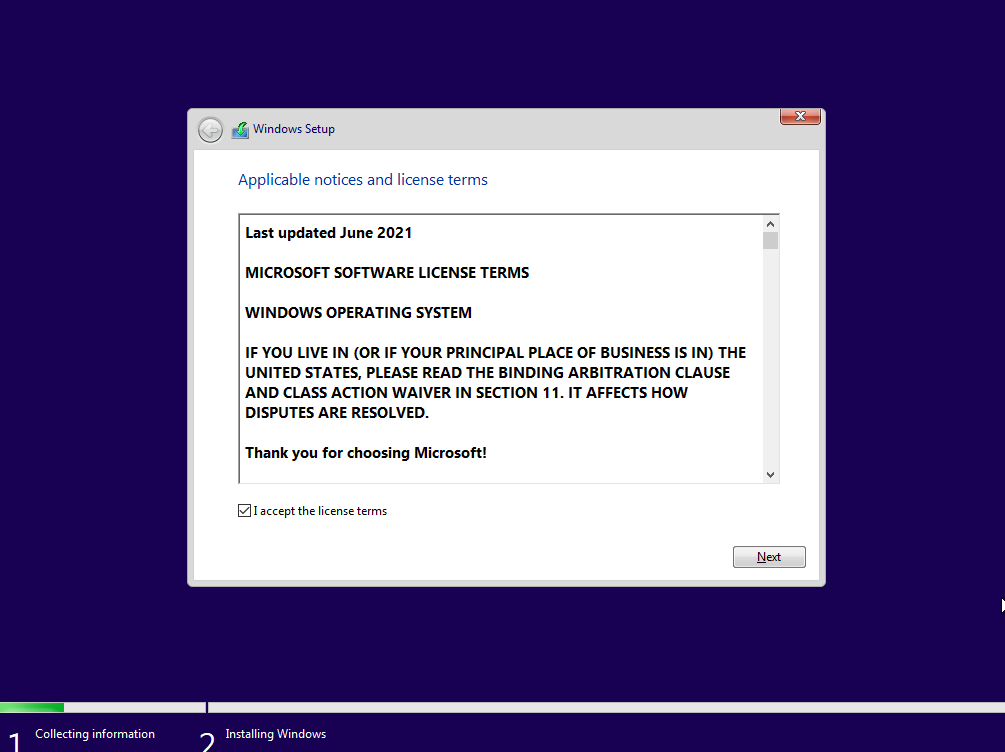 Windows Setup
Applicable notices and license terms
Last updated June 2021
MICROSOFT SOFTWARE LICENSE TERMS
WINDOWS OPERATING SYSTEM
IF YOU LIVE IN (OR IF YOUR PRINCIPAL PLACE OF BUSINESS IS IN) THE
UNITED STATES, PLEASE READ THE BINDING ARBITRATION CLAUSE
AND CLASS ACTION WAIVER IN SECTION 11. IT AFFECTS HOW
DISPUTES ARE RESOLVED.
Thank you for choosing Microsoft!
I accept the license terms
Next
1 Collecting information
2 Installing Windows